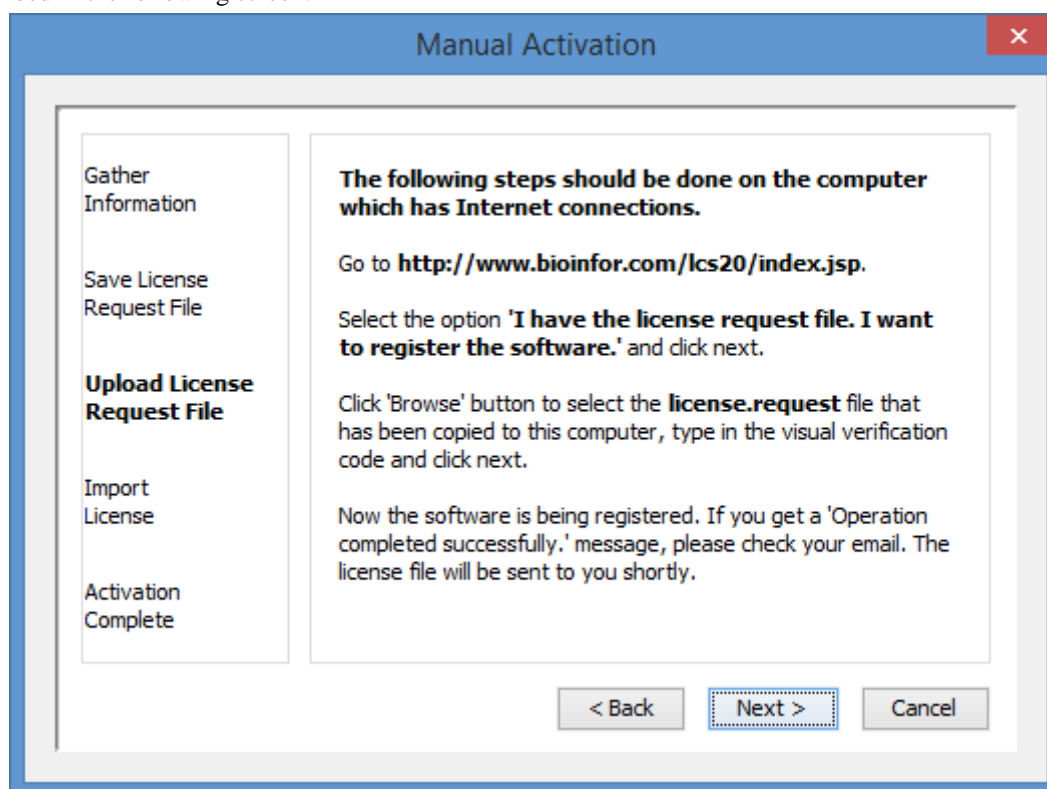 Manual Activation
Gather
Information
Save License
Request File
Upload License
Request File
Import
License
Activation
Complete
The following steps should be done on the computer
which has Internet connections.
Go to http://www.bioinfor.com/lcs20/index.jsp.
Select the option 'I have the license request file. I want
to register the software.' and click next.
Click 'Browse' button to select the license.request file that
has been copied to this computer, type in the visual verification
code and click next.
Now the software is being registered. If you get a 'Operation
completed successfully.' message, please check your email. The
license file will be sent to you shortly.
< Back
Next >
Cancel